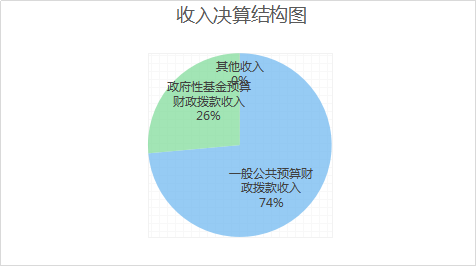 收入决算结构图
其他收入
0%
政府性基金预算
财政拨款收入
26%
一般公共预算财
政拨款收入
74%